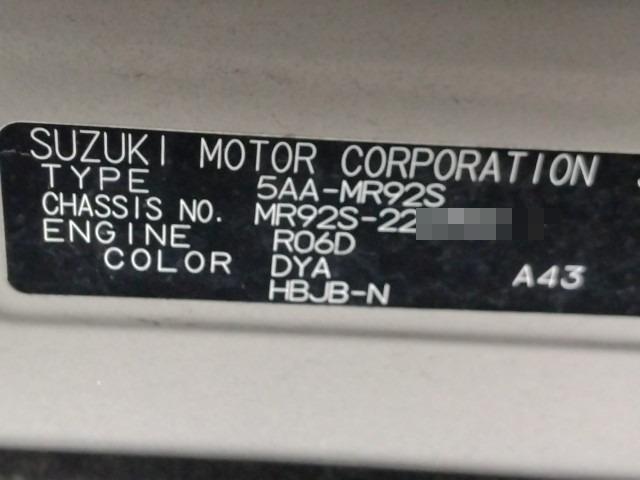 SUZUKI MOTOR CORPORATION
TYPE 5AA-MR92S
CHASSIS NO. MR92S-22
ENGINE R06D
COLOR DYA A43
HBJB-N